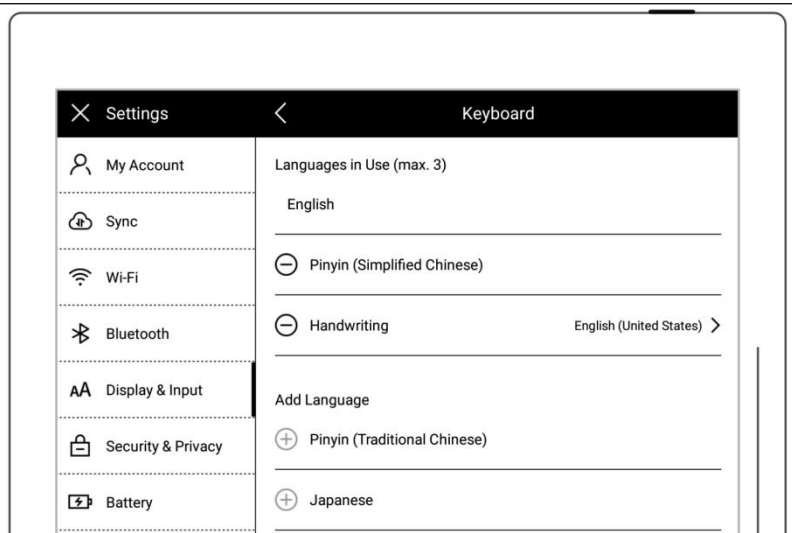 Settings
Keyboard
My Account
Sync
Wi-Fi
Bluetooth
AA Display & Input
Security & Privacy
Battery
Languages in Use (max. 3)
English
Pinyin (Simplified Chinese)
Handwriting English (United States)
Add Language
Pinyin (Traditional Chinese)
Japanese